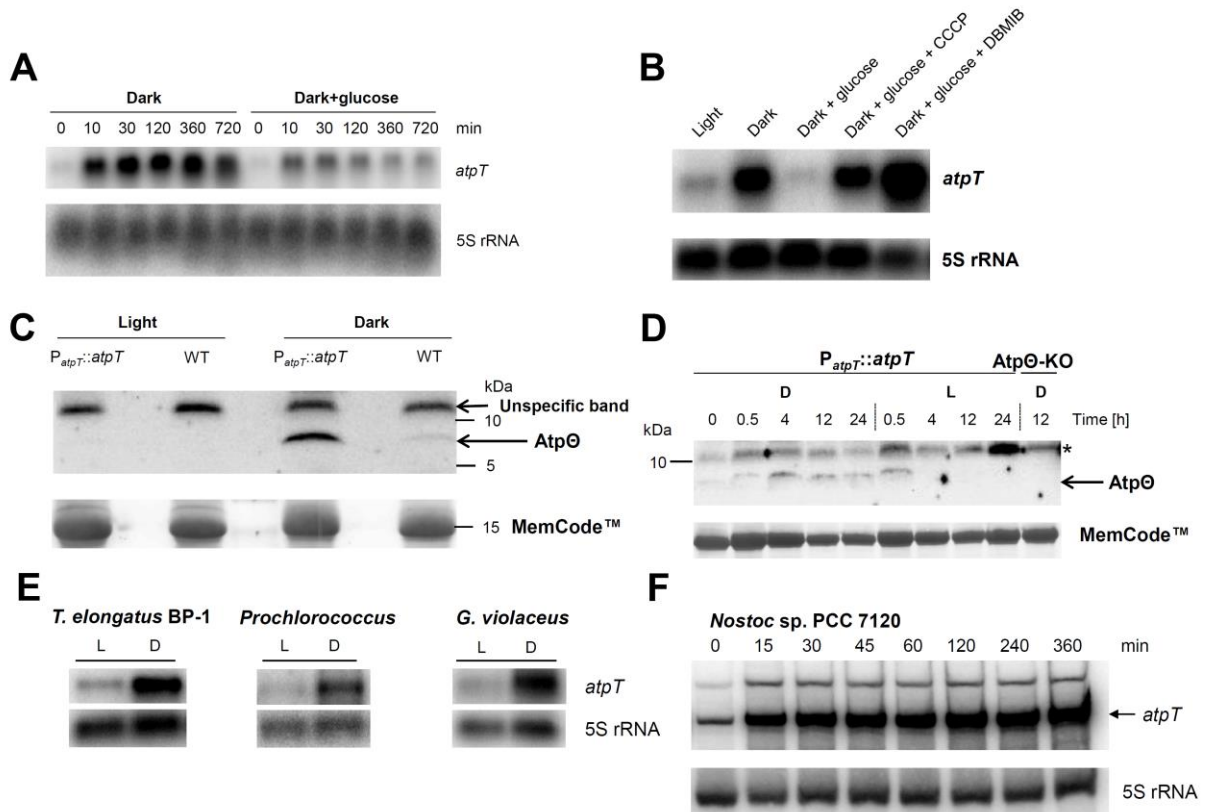 A
Dark Dark+glucose
0 10 30 120 360 720 0 10 30 120 360 720 min
atpT
5S rRNA
B
Light Dark Dark + glucose Dark + glucose + CCCP Dark + glucose + DBMIB
atpT
5S rRNA
C
Light Dark
PatpT::atpT WT PatpT::atpT WT
kDa
Unspecific band
10
AtpΘ
5
15 MemCode™
D
PatpT::atpT AtpΘ-KO
D L D
0 0.5 4 12 24 0.5 4 12 24 12 Time [h]
kDa
10 *
AtpΘ
MemCode™
E
T. elongatus BP-1 Prochlorococcus G. violaceus
L D L D L D
atpT
5S rRNA
F
Nostoc sp. PCC 7120
0 15 30 45 60 120 240 360 min
atpT
5S rRNA